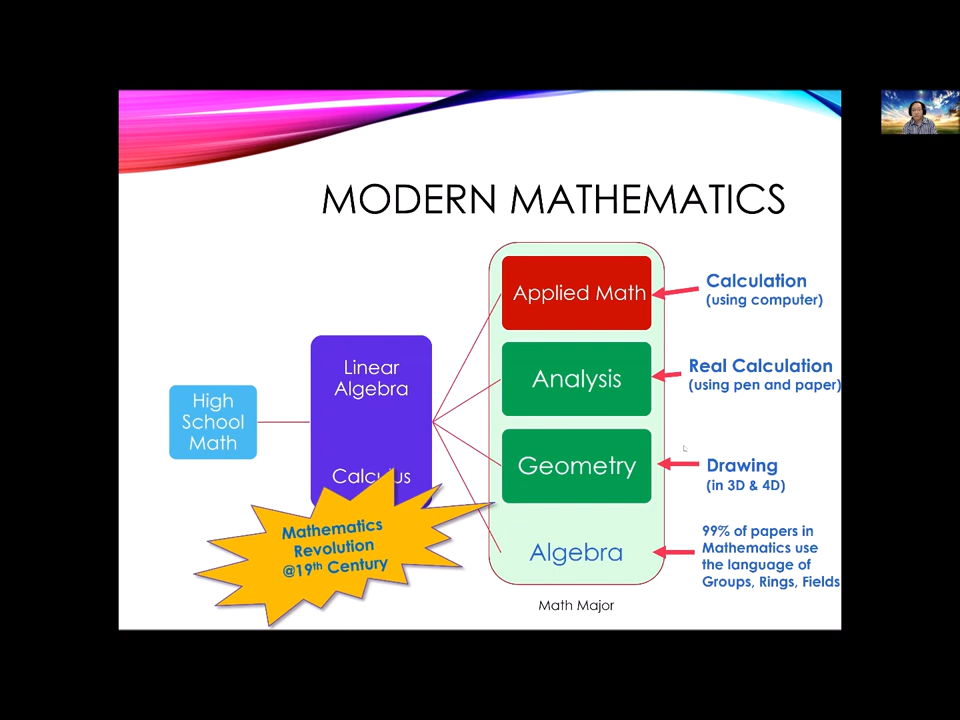 MODERN MATHEMATICS
High
School
Math
Linear
Algebra
Calculus
Mathematics
Revolution
@19th Century
Applied Math
Analysis
Geometry
Algebra
Math Major
Calculation
(using computer)
Real Calculation
(using pen and paper)
Drawing
(in 3D & 4D)
99% of papers in
Mathematics use
the language of
Groups, Rings, Fields